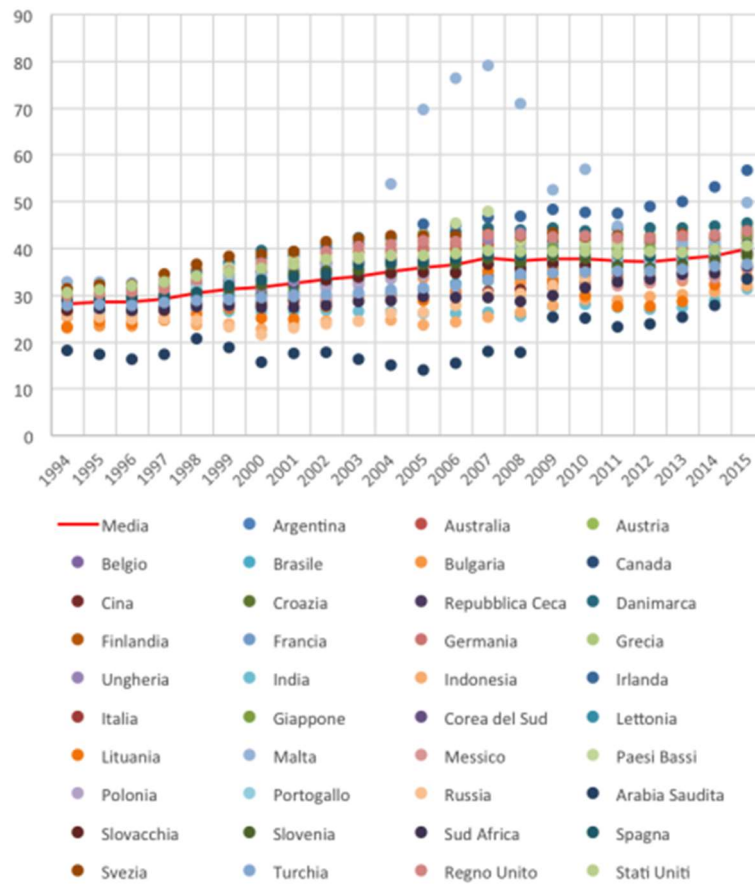 90
80
70
60
50
40
30
20
10
0
1994 1995 1996 1997 1998 1999 2000 2001 2002 2003 2004 2005 2006 2007 2008 2009 2010 2011 2012 2013 2014 2015
Media Argentina Australia Austria
Belgio Brasile Bulgaria Canada
Cina Croazia Repubblica Ceca Danimarca
Finlandia Francia Germania Grecia
Ungheria India Indonesia Irlanda
Italia Giappone Corea del Sud Lettonia
Lituania Malta Messico Paesi Bassi
Polonia Portogallo Russia Arabia Saudita
Slovacchia Slovenia Sud Africa Spagna
Svezia Turchia Regno Unito Stati Uniti